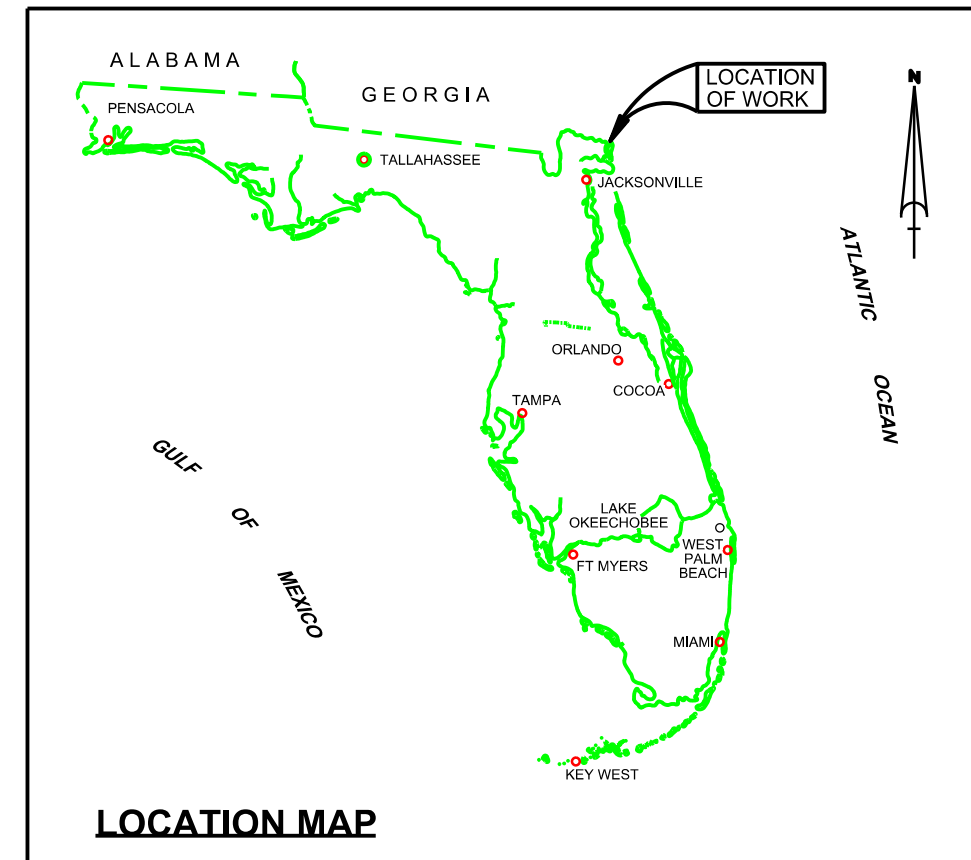 ALABAMA
GEORGIA
LOCATION
OF WORK
N
PENSACOLA
TALLAHASSEE
JACKSONVILLE
ATLANTIC
OCEAN
ORLANDO
COCOA
TAMPA
GULF
OF
MEXICO
LAKE
OKEECHOBEE
WEST
PALM
BEACH
FT MYERS
MIAMI
KEY WEST
LOCATION MAP